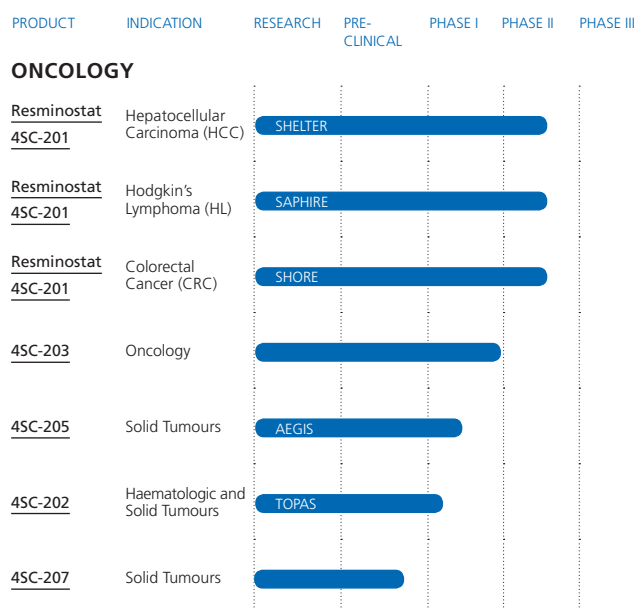 PRODUCT INDICATION RESEARCH PRE-CLINICAL PHASE I PHASE II PHASE III
ONCOLOGY
Resminostat
4SC-201
Hepatocellular
Carcinoma (HCC)
SHELTER
Resminostat
4SC-201
Hodgkin's
Lymphoma (HL)
SAPHIRE
Resminostat
4SC-201
Colorectal
Cancer (CRC)
SHORE
4SC-203
Oncology
4SC-205
Solid Tumours
AEGIS
4SC-202
Haematologic and
Solid Tumours
TOPAS
4SC-207
Solid Tumours